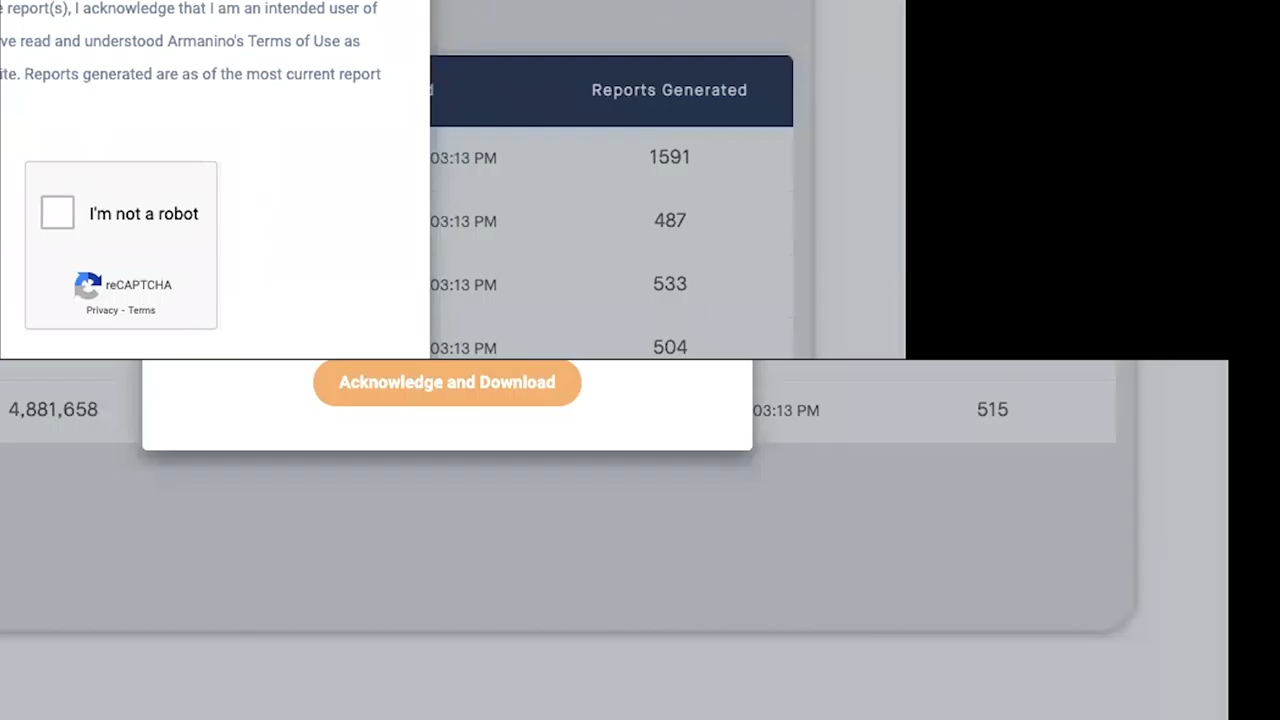 report(s), I acknowledge that I am an intended user of
read and understood Armanino's Terms of Use as
Reports generated are as of the most current report
Reports Generated
03:13 PM 1591
I'm not a robot
03:13 PM 487
reCAPTCHA
03:13 PM 533
Privacy - Terms
03:13 PM 504
Acknowledge and Download
4,881,658 03:13 PM 515